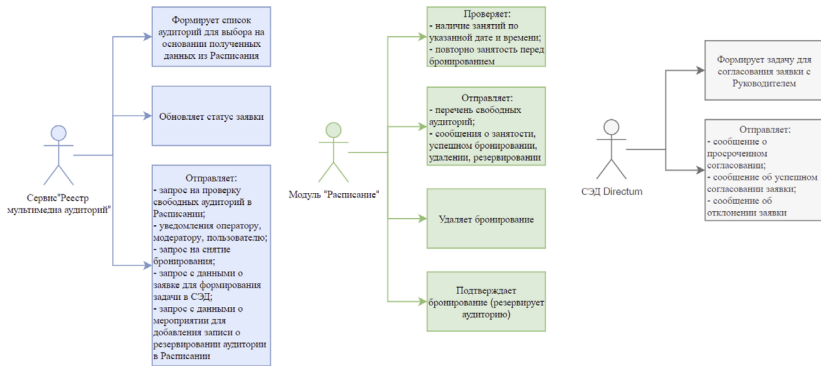 Формирует список
аудиторий для выбора на
основании полученных
данных из Расписания
Обновляет статус заявки
Отправляет:
- запрос на проверку
свободных аудиторий в
Расписании;
- уведомления оператору,
модератору, пользователю;
- запрос на снятие
бронирования;
- запрос с данными о
заявке для формирования
задачи в СЭД;
- запрос с данными о
мероприятии для
добавления записи о
резервировании аудитории
в Расписании
Сервис"Реестр
мультимедиа аудиторий"
Проверяет:
- наличие занятий по
указанной дате и времени;
- повторно занятость перед
бронированием
Отправляет:
- перечень свободных
аудиторий;
- сообщения о занятости,
успешном бронировании,
удалении, резервировании
Модуль "Расписание"
Удаляет бронирование
Подтверждает
бронирование (резервирует
аудиторию)
Формирует задачу для
согласования заявки с
Руководителем
Отправляет:
- сообщение о
просроченном
согласовании;
- сообщение об успешном
согласовании заявки;
- сообщение об
отклонении заявки
СЭД Directum